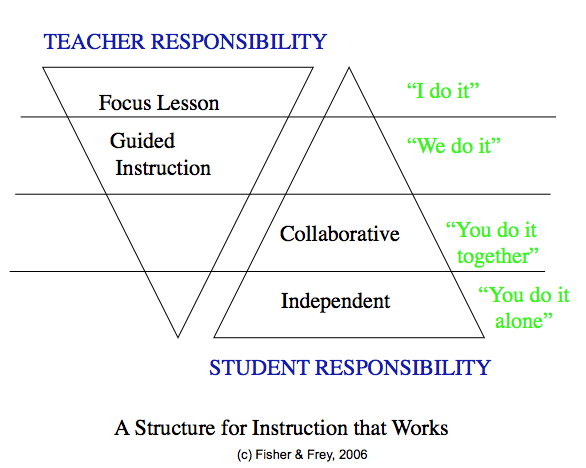 TEACHER RESPONSIBILITY
Focus Lesson
“I do it”
Guided
Instruction
“We do it”
Collaborative
“You do it
together”
Independent
“You do it
alone”
STUDENT RESPONSIBILITY
A Structure for Instruction that Works
(c) Fisher & Frey, 2006